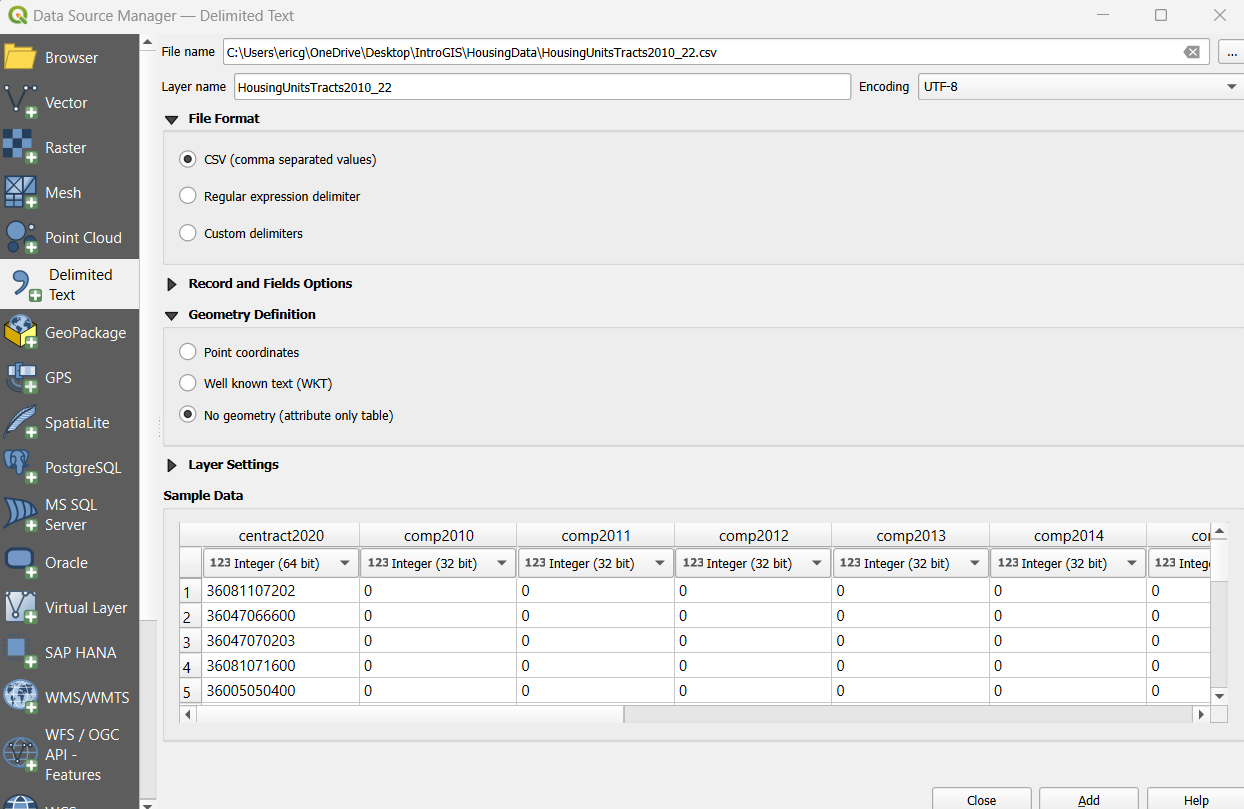 Data Source Manager — Delimited Text
Browser
Vector
Raster
Mesh
Point Cloud
Delimited
Text
GeoPackage
GPS
SpatiaLite
PostgreSQL
MS SQL
Server
Oracle
Virtual Layer
SAP HANA
WMS/WMTS
WFS / OGC
API -
Features
WCS
File name C:\Users\ericg\OneDrive\Desktop\IntroGIS\HousingData\HousingUnitsTracts2010_22.csv ...
Layer name HousingUnitsTracts2010_22 Encoding UTF-8
File Format
CSV (comma separated values)
Regular expression delimiter
Custom delimiters
Record and Fields Options
Geometry Definition
Point coordinates
Well known text (WKT)
No geometry (attribute only table)
Layer Settings
Sample Data
centract2020 comp2010 comp2011 comp2012 comp2013 comp2014
123 Integer (64 bit) 123 Integer (32 bit) 123 Integer (32 bit) 123 Integer (32 bit) 123 Integer (32 bit) 123 Integer (32 bit) 123
1 36081107202 0 0 0 0 0 0
2 36047066600 0 0 0 0 0 0
3 36047070203 0 0 0 0 0 0
4 36081071600 0 0 0 0 0 0
5 36005050400 0 0 0 0 0 0
Close Add Help